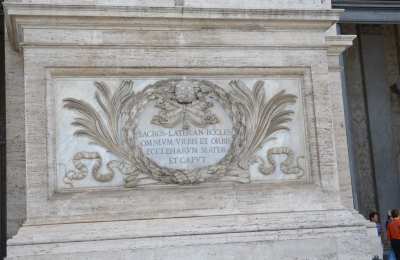 SACROS·LATERAN·ECCLES
OMNIVM VRBIS ET ORBIS
ECCLESIARVM MATER
ET CAPVT